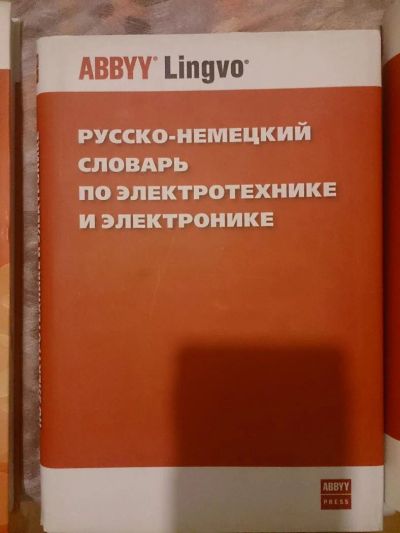 ABBYY® Lingvo®
РУССКО-НЕМЕЦКИЙ
СЛОВАРЬ
ПО ЭЛЕКТРОТЕХНИКЕ
И ЭЛЕКТРОНИКЕ
ABBYY
PRESS